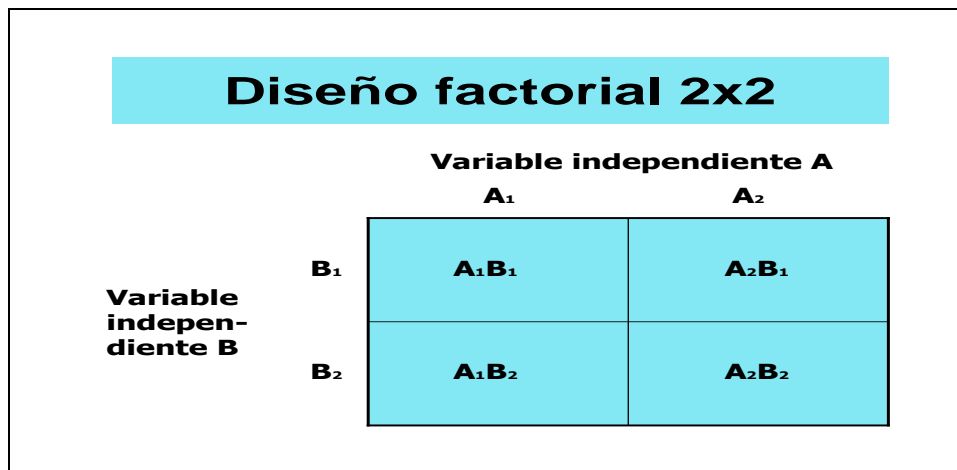 Diseño factorial 2x2
Variable independiente A
A₁ A₂
B₁ A₁B₁ A₂B₁
Variable
indepen-
diente B
B₂ A₁B₂ A₂B₂